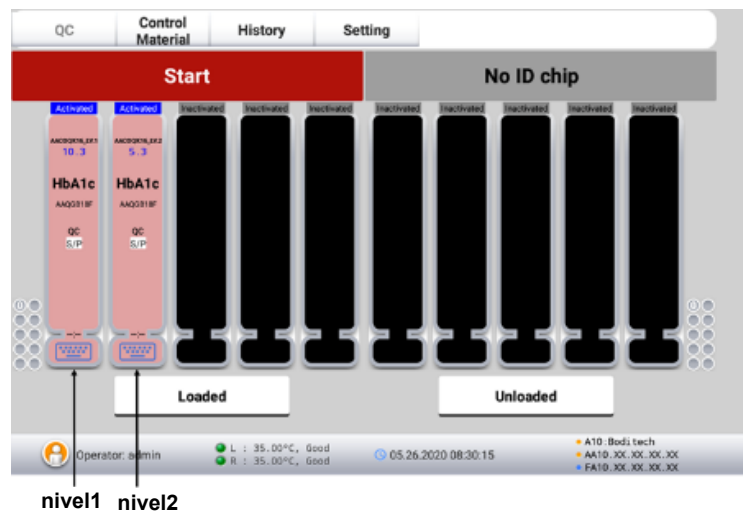 QC
Control
Material
History
Setting
Start
No ID chip
Activated
Activated
Inactivated
Inactivated
Inactivated
Inactivated
Inactivated
Inactivated
Inactivated
Inactivated
10.3
5.3
HbA1c
HbA1c
AAQG318F
AAQG318F
QC
QC
S/P
S/P
Loaded
Unloaded
Operator: admin
L : 35.00°C, Good
R : 35.00°C, Good
05.26.2020 08:30:15
A10:Boditech
AA10.XX.XX.XX.XX
FA10.XX.XX.XX.XX
nivel1
nivel2